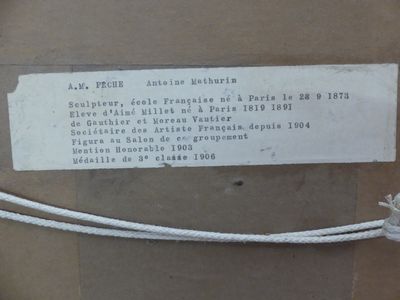 A.M. PECHE Antoine Mathurin
Sculpteur, école Française né à Paris le 28 9 1873
Eleve d'Aimé Millet né à Paris 1819 1891
de Gauthier et Moreau Vautier
Sociétaire des Artiste Français depuis 1904
Figura au Salon de ce groupement
Mention Honorable 1903
Médaille de 3e classe 1906